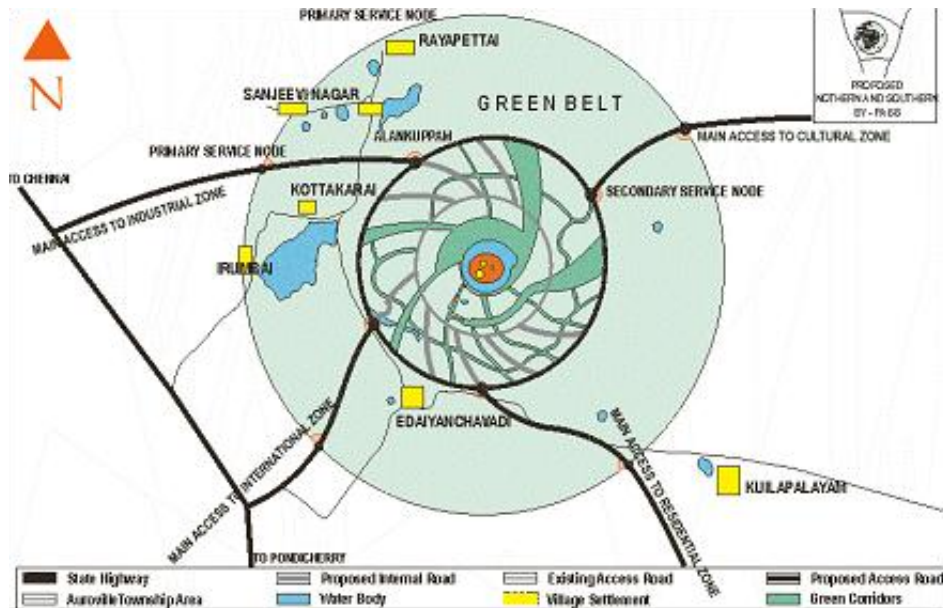 PRIMARY SERVICE NODE
RAYAPETTAI
N
SANJEEVI NAGAR
GREEN BELT
PROPOSED
NOTHERN AND SOUTHERN
BY - PASS
ALANKUPPAM
MAIN ACCESS TO CULTURAL ZONE
PRIMARY SERVICE NODE
TO CHENNAI
KOTTAKARAI
SECONDARY SERVICE NODE
MAIN ACCESS TO INDUSTRIAL ZONE
IRUMBAI
EDAIYANCHAVADI
MAIN ACCESS TO INTERNATIONAL ZONE
MAIN ACCESS TO RESIDENTIAL ZONE
KUILAPALAYAM
TO PONDICHERRY
State Highway
Proposed Internal Road
Existing Access Road
Proposed Access Road
Auroville Township Area
Water Body
Village Settlement
Green Corridors